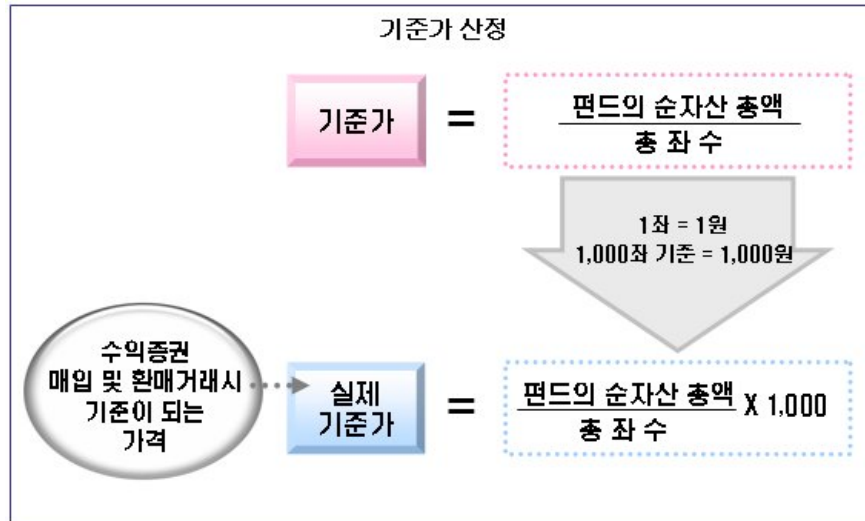 기준가 산정
기준가 = 펀드의 순자산 총액
총 좌 수
1좌 = 1원
1,000좌 기준 = 1,000원
수익증권
매입 및 환매거래시
기준이 되는
가격
실제
기준가
= 펀드의 순자산 총액 X 1,000
총 좌 수